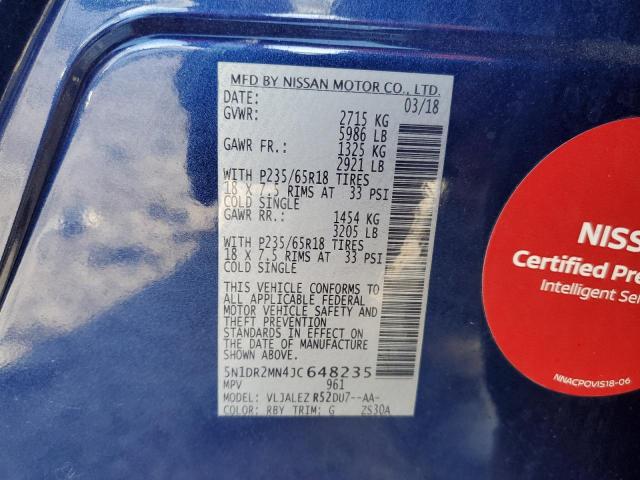 MFD BY NISSAN MOTOR CO., LTD.
DATE: 03/18
GVWR: 2715 KG
5986 LB
GAWR FR.: 1325 KG
2921 LB
WITH P235/65R18 TIRES
18 X 7.5 RIMS AT 33 PSI
COLD SINGLE
GAWR RR.: 1454 KG
3205 LB
WITH P235/65R18 TIRES
18 X 7.5 RIMS AT 33 PSI
COLD SINGLE
THIS VEHICLE CONFORMS TO
ALL APPLICABLE FEDERAL
MOTOR VEHICLE SAFETY AND
THEFT PREVENTION
STANDARDS IN EFFECT ON
THE DATE OF MANUFACTURE
SHOWN ABOVE.
5N1DR2MN4JC648235
MPV 961
MODEL: VLJALEZ R52DU7--AA-
COLOR: RBY TRIM: G ZS30A
NISS
Certified Pre
Intelligent Se
NNACPOVIS18-06